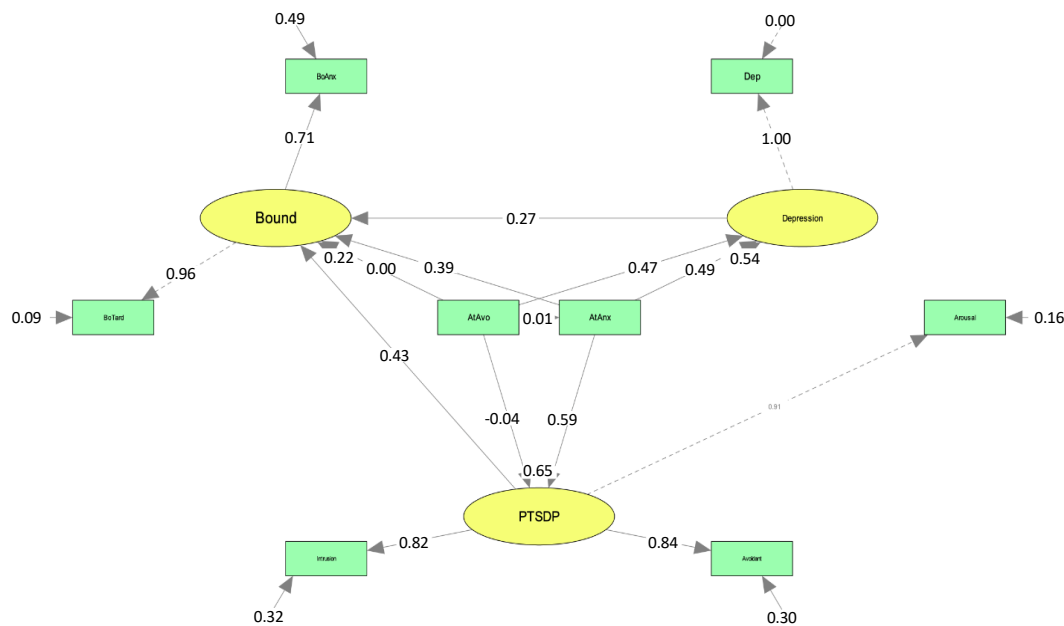 0.49
0.00
BoAnx
Dep
0.71
1.00
Bound
0.27
Depression
0.22
0.00
0.39
0.47
0.49
0.54
0.96
0.09
BoTard
AtAvo
0.01
AtAnx
Arousal
0.16
0.43
-0.04
0.59
0.91
0.65
PTSDP
0.82
0.84
Intrusion
Avoidant
0.32
0.30